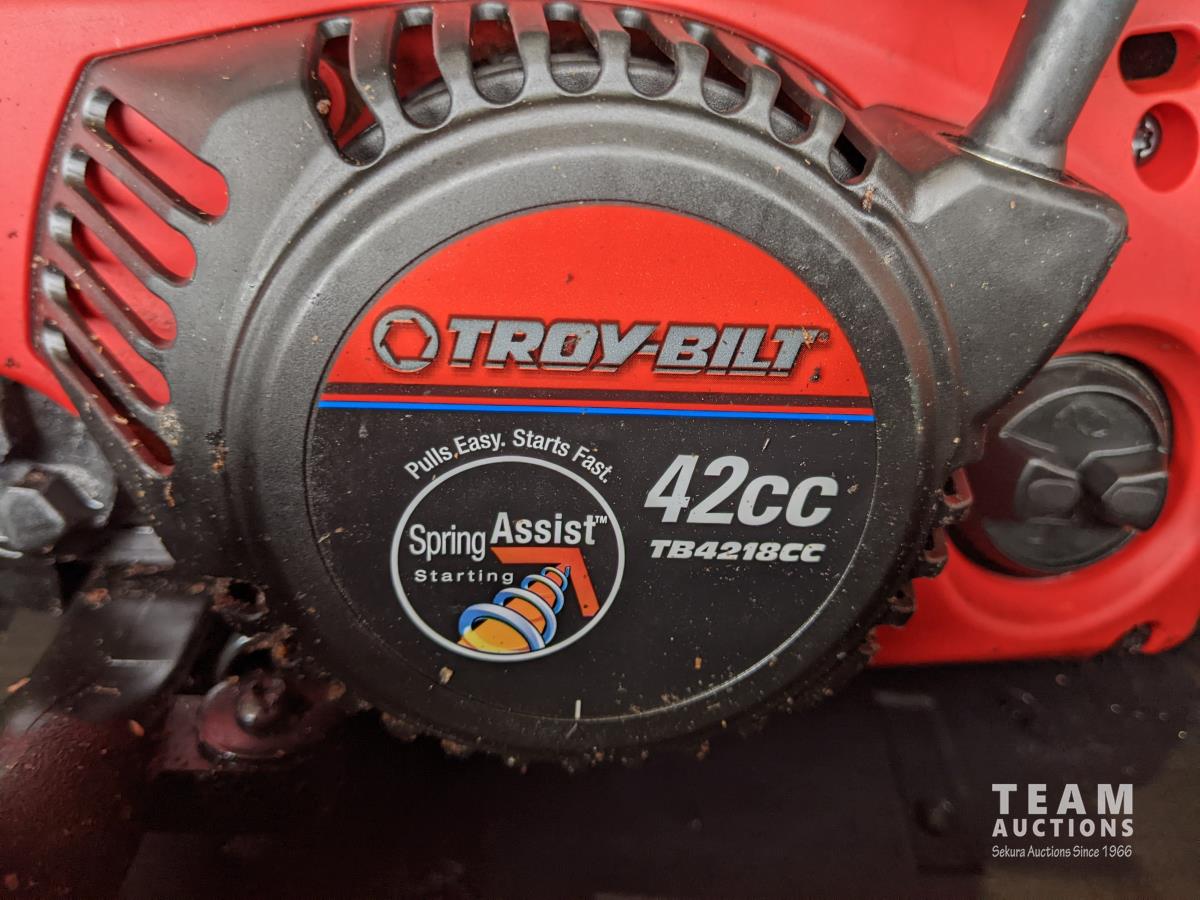 TROY-BILT®
Pulls Easy. Starts Fast.
Spring Assist™
Starting
42CC
TB4218CC
TEAM
AUCTIONS
Sekura Auctions Since 1966